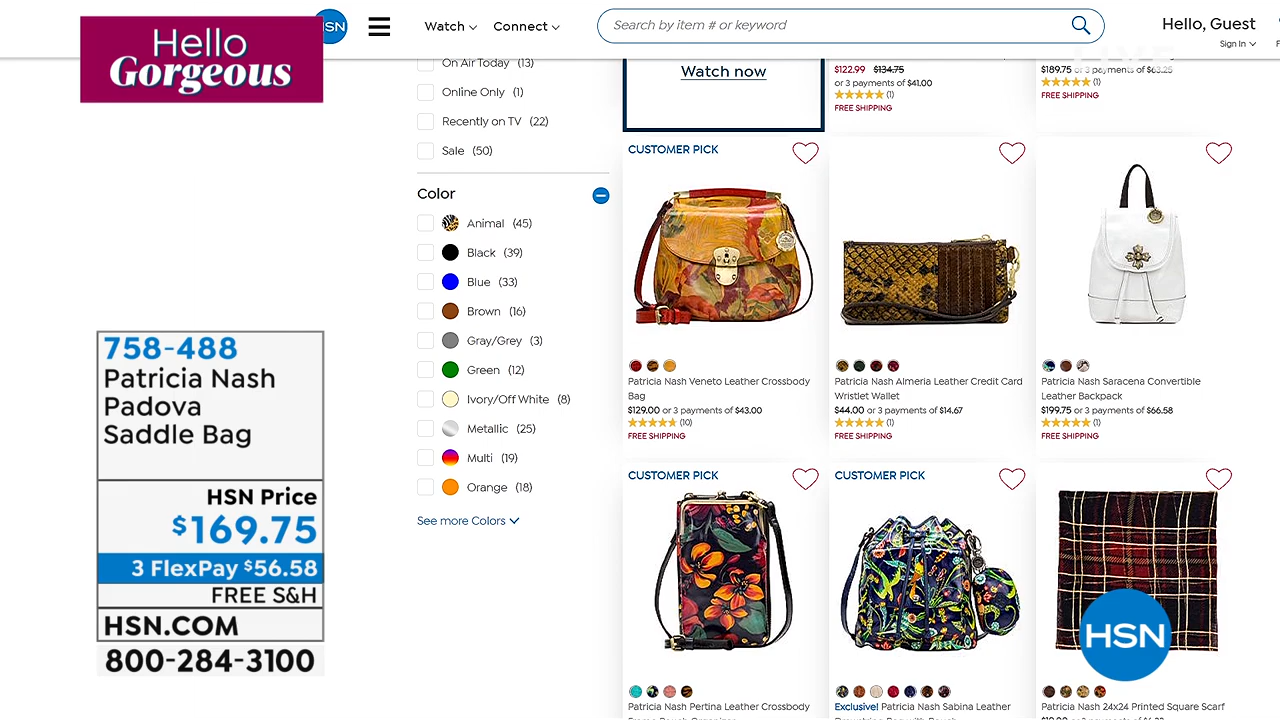 Hello
Gorgeous
HSN
Watch
Connect
Search by item # or keyword
Hello, Guest
Sign In
LIVE
On Air Today (13)
Online Only (1)
Recently on TV (22)
Sale (50)
Color
Animal (45)
Black (39)
Blue (33)
Brown (16)
Gray/Grey (3)
Green (12)
Ivory/Off White (8)
Metallic (25)
Multi (19)
Orange (18)
See more Colors
Watch now
$122.99 $134.75
or 3 payments of $41.00
(1)
FREE SHIPPING
$189.75 or 3 payments of $63.25
(1)
FREE SHIPPING
CUSTOMER PICK
Patricia Nash Veneto Leather Crossbody
Bag
$129.00 or 3 payments of $43.00
(10)
FREE SHIPPING
Patricia Nash Almeria Leather Credit Card
Wristlet Wallet
$44.00 or 3 payments of $14.67
(1)
FREE SHIPPING
Patricia Nash Saracena Convertible
Leather Backpack
$199.75 or 3 payments of $66.58
(1)
FREE SHIPPING
CUSTOMER PICK
Patricia Nash Pertina Leather Crossbody
CUSTOMER PICK
Exclusive! Patricia Nash Sabina Leather
Patricia Nash 24x24 Printed Square Scarf
758-488
Patricia Nash
Padova
Saddle Bag
HSN Price
$169.75
3 FlexPay $56.58
FREE S&H
HSN.COM
800-284-3100
HSN